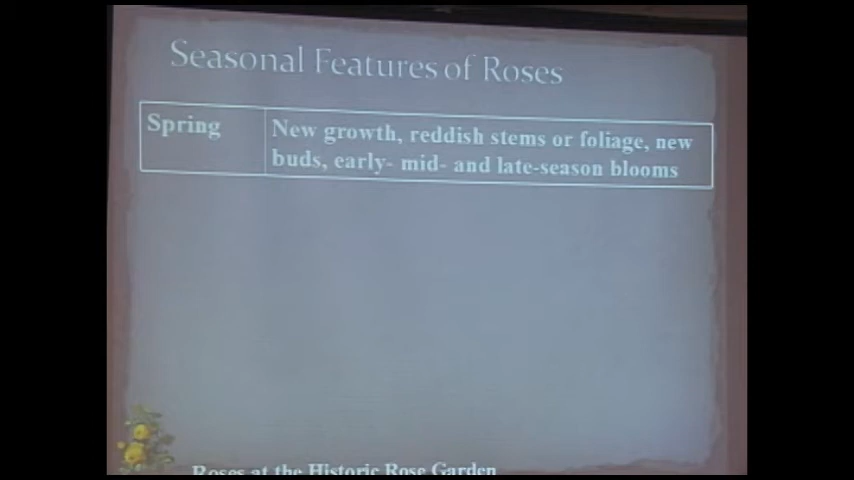 Seasonal Features of Roses
Spring
New growth, reddish stems or foliage, new
buds, early- mid- and late-season blooms
Roses at the Historic Rose Garden